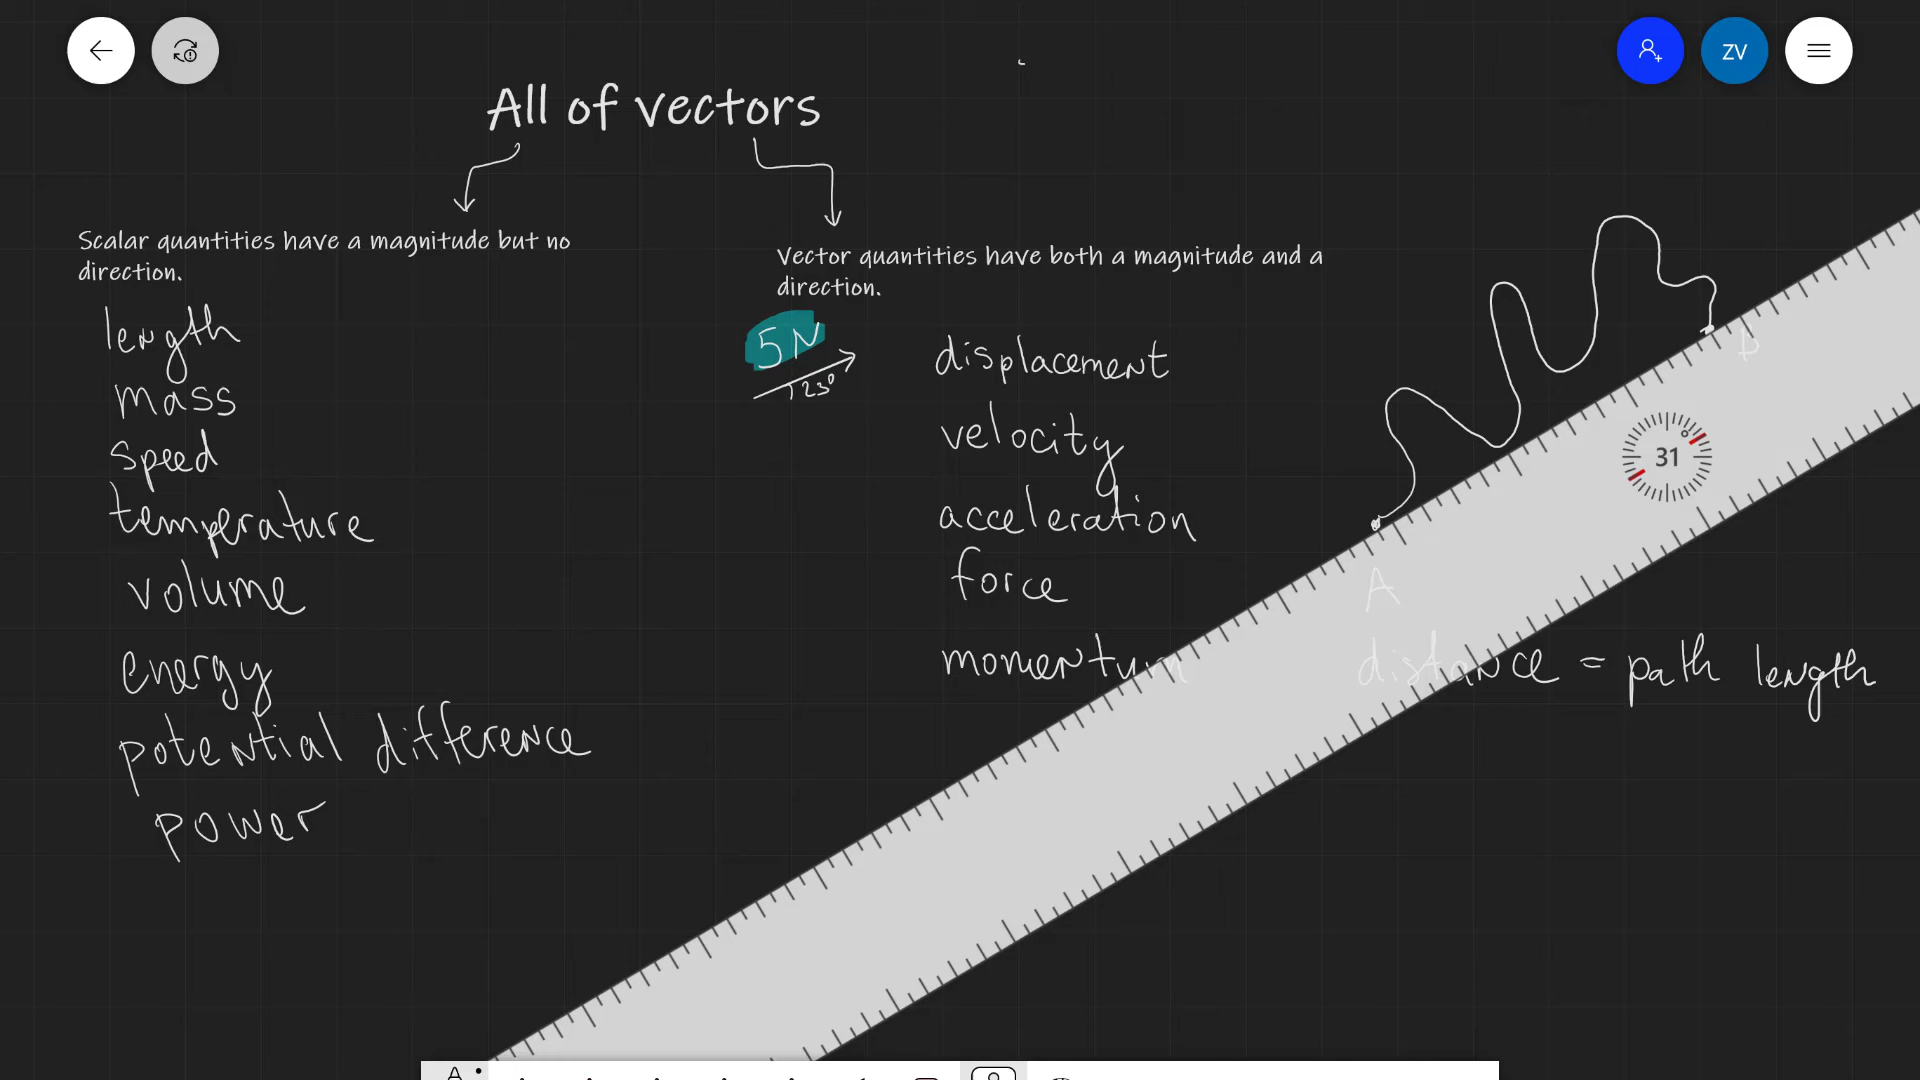 ZV
All of vectors
Scalar quantities have a magnitude but no
direction.
length
mass
speed
temperature
volume
energy
potential difference
power
Vector quantities have both a magnitude and a
direction.
5N
displacement
velocity
acceleration
force
momentum
B
31
A
distance = path length